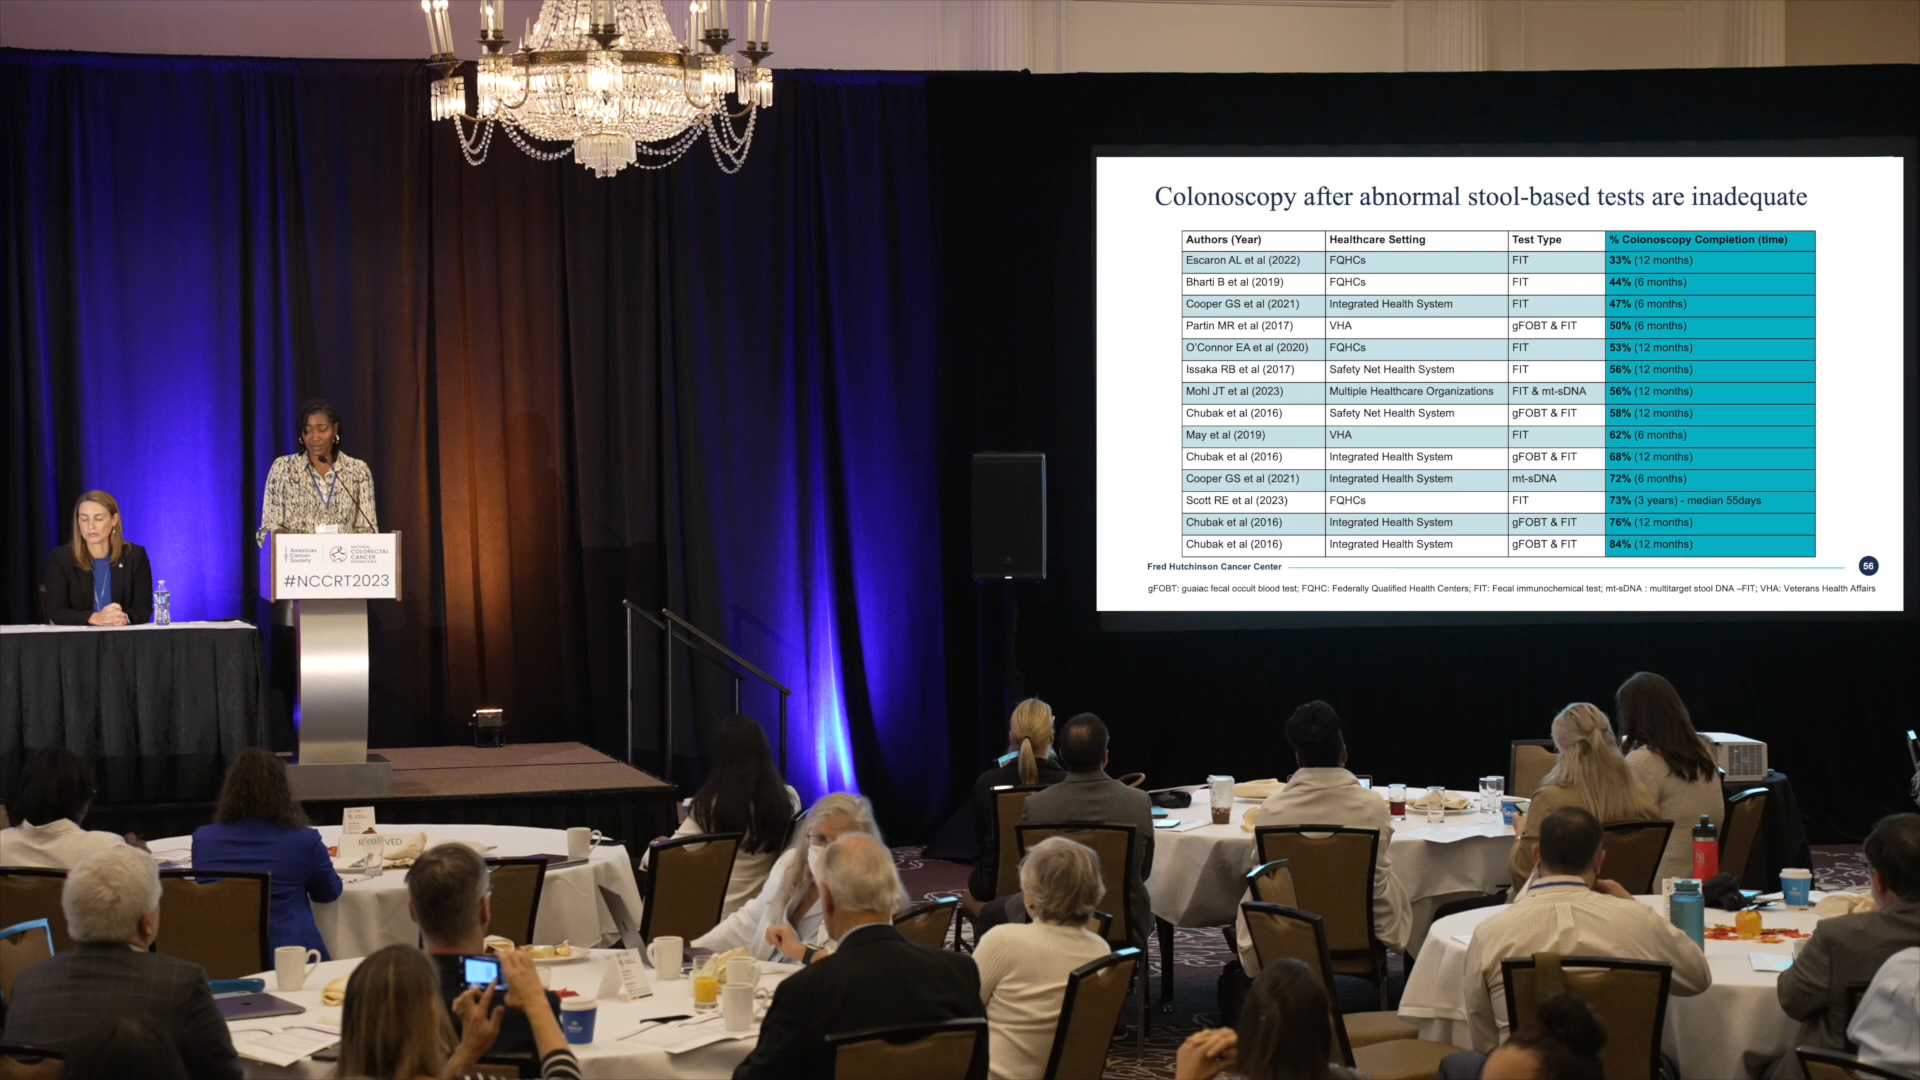 Colonoscopy after abnormal stool-based tests are inadequate
Authors (Year) Healthcare Setting Test Type % Colonoscopy Completion (time)
Escaron AL et al (2022) FQHCs FIT 33% (12 months)
Bharti B et al (2019) FQHCs FIT 44% (6 months)
Cooper GS et al (2021) Integrated Health System FIT 47% (6 months)
Partin MR et al (2017) VHA gFOBT & FIT 50% (6 months)
O'Connor EA et al (2020) FQHCs FIT 53% (12 months)
Issaka RB et al (2017) Safety Net Health System FIT 56% (12 months)
Mohl JT et al (2023) Multiple Healthcare Organizations FIT & mt-sDNA 56% (12 months)
Chubak et al (2016) Safety Net Health System gFOBT & FIT 58% (12 months)
May et al (2019) VHA FIT 62% (6 months)
Chubak et al (2016) Integrated Health System gFOBT & FIT 68% (12 months)
Cooper GS et al (2021) Integrated Health System mt-sDNA 72% (6 months)
Scott RE et al (2023) FQHCs FIT 73% (3 years) - median 55days
Chubak et al (2016) Integrated Health System gFOBT & FIT 76% (12 months)
Chubak et al (2016) Integrated Health System gFOBT & FIT 84% (12 months)
Fred Hutchinson Cancer Center 56
gFOBT: guaiac fecal occult blood test; FQHC: Federally Qualified Health Centers; FIT: Fecal immunochemical test; mt-sDNA : multitarget stool DNA –FIT; VHA: Veterans Health Affairs
American
Cancer
Society
NATIONAL
COLORECTAL
CANCER
ROUNDTABLE
#NCCRT2023
RESERVED